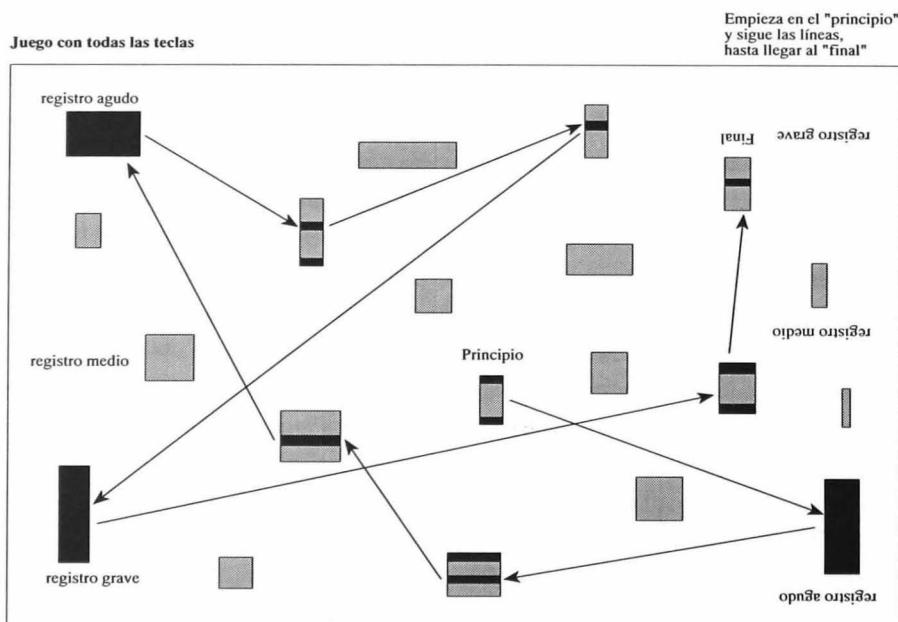 Juego con todas las teclas
Empieza en el "principio"
y sigue las líneas,
hasta llegar al "final"
registro agudo
Final
registro grave
registro medio
registro medio
Principio
registro grave
registro agudo